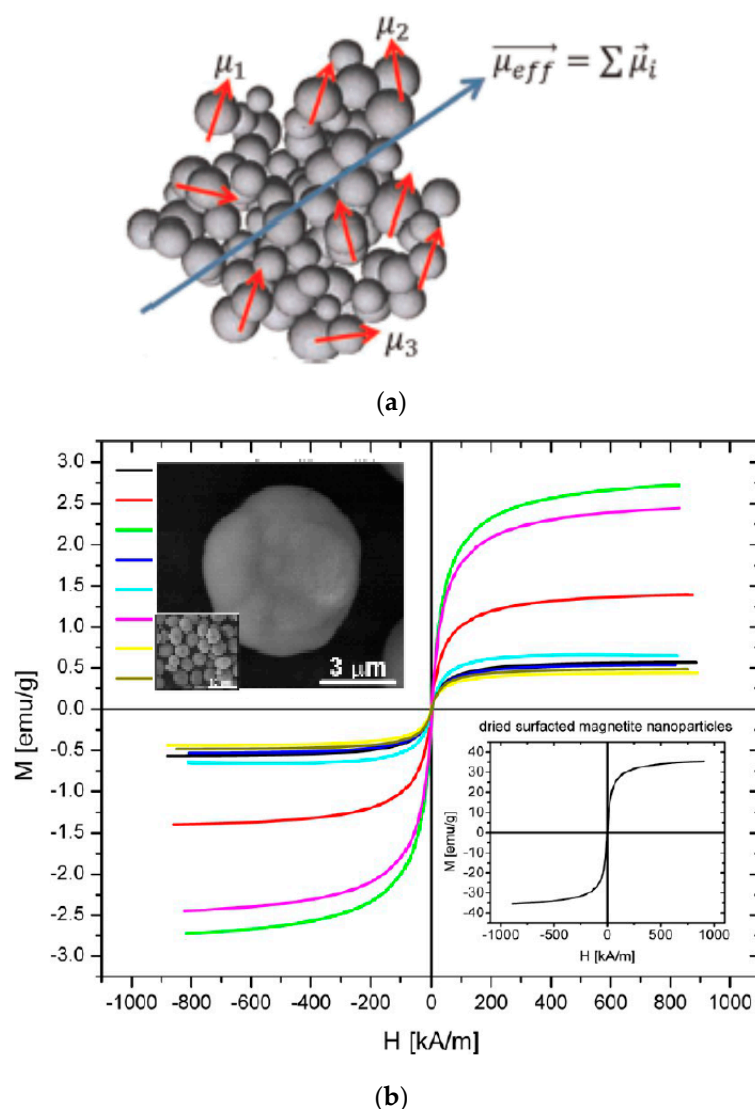 μ₁
μ₂
μ⃗_eff = ∑ μ⃗ᵢ
μ₃
(a)
M [emu/g]
3.0
2.5
2.0
1.5
1.0
0.5
0.0
-0.5
-1.0
-1.5
-2.0
-2.5
-3.0
3 μm
dried surfacted magnetite nanoparticles
M [emu/g]
40
30
20
10
0
-10
-20
-30
-40
-1000 -500 0 500 1000
H [kA/m]
-1000 -800 -600 -400 -200 0 200 400 600 800 1000
H [kA/m]
(b)